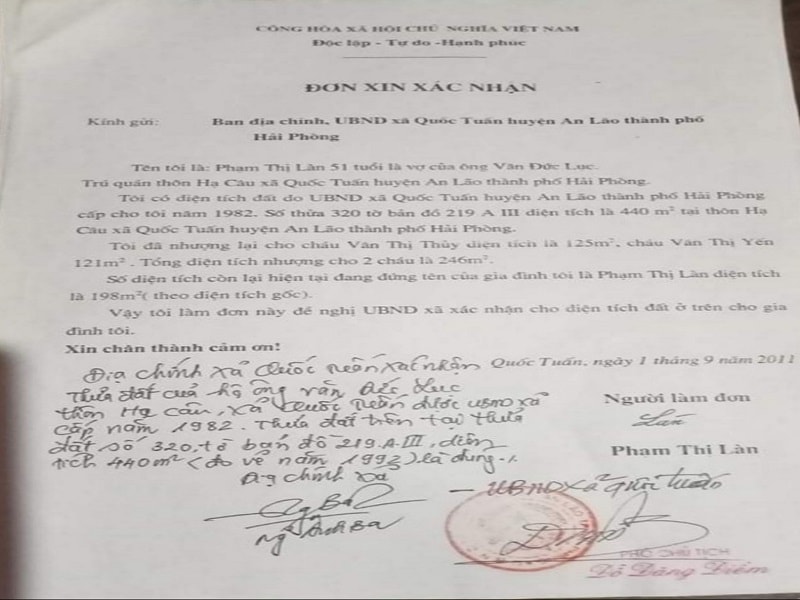 CỘNG HÒA XÃ HỘI CHỦ NGHĨA VIỆT NAM
Độc lập - Tự do -Hạnh phúc
ĐƠN XIN XÁC NHẬN
Kính gửi: Ban địa chính, UBND xã Quốc Tuấn huyện An Lão thành phố
Hải Phòng
Tên tôi là: Phạm Thị Làn 51 tuổi là vợ của ông Văn Đức Lục.
Trú quán thôn Hạ Câu xã Quốc Tuấn huyện An Lão thành phố Hải Phòng.
Tôi có diện tích đất do UBND xã Quốc Tuấn huyện An Lão thành phố Hải Phòng
cấp cho tôi năm 1982. Số thửa 320 tờ bản đồ 219 A III diện tích là 440 m² tại thôn Hạ
Câu xã Quốc Tuấn huyện An Lão thành phố Hải Phòng.
Tôi đã nhượng lại cho cháu Văn Thị Thủy diện tích là 125m², cháu Văn Thị Yến
121m² . Tổng diện tích nhượng cho 2 cháu là 246m².
Số diện tích còn lại hiện tại đang đứng tên của gia đình tôi là Phạm Thị Làn diện tích
là 198m²( theo diện tích gốc).
Vậy tôi làm đơn này đề nghị UBND xã xác nhận cho diện tích đất ở trên cho gia
đình tôi.
Xin chân thành cảm ơn!
Quốc Tuấn, ngày 1 tháng 9 năm 2011
Địa chính xã Quốc Tuấn xác nhận
Thửa đất của hộ ông Văn Đức Lục
thôn Hạ Câu, xã Quốc Tuấn được UBND xã
cấp năm 1982. Thửa đất trên tại thửa
đất số 320, tờ bản đồ 219.A.III, diện
tích 440m² (đo vẽ năm 1993) là đúng./.
Địa chính xã
Người làm đơn
Làn
Phạm Thị Làn
- UBND xã Quốc Tuấn
PHÓ CHỦ TỊCH
Đỗ Đăng Điềm